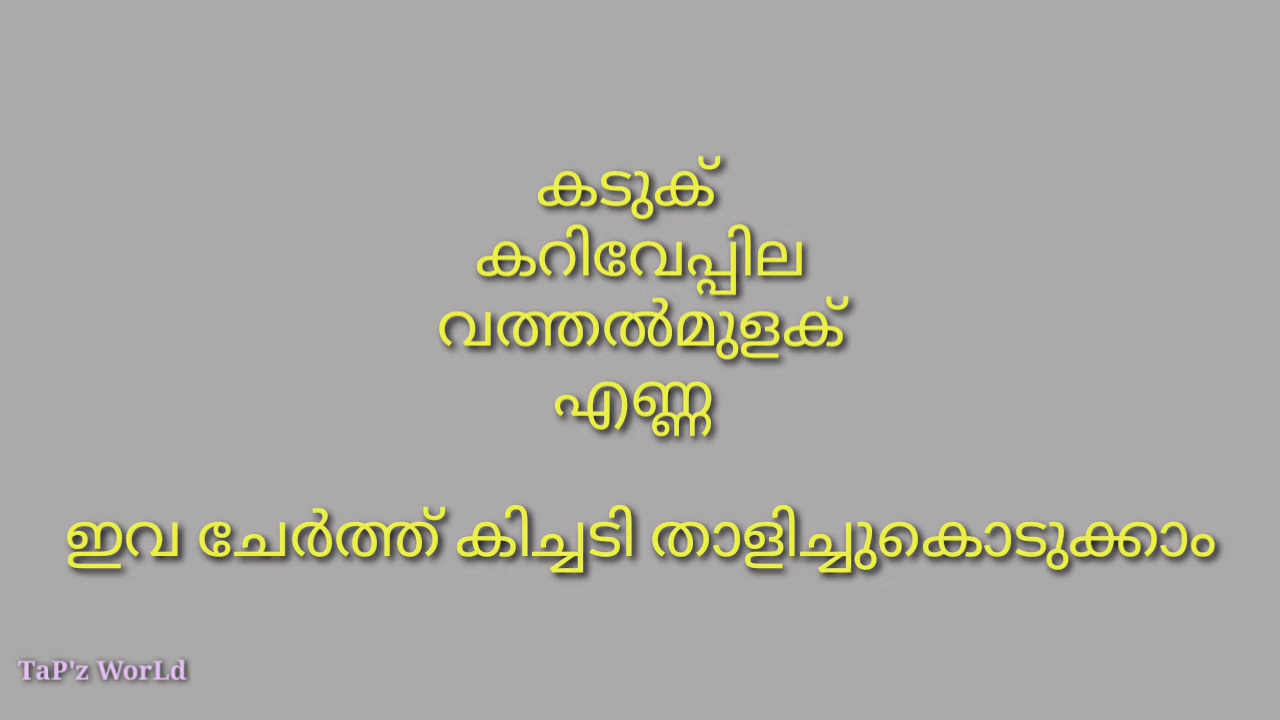 കടുക്
കറിവേപ്പില
വത്തൽമുളക്
എണ്ണ
ഇവ ചേർത്ത് കിച്ചടി താളിച്ചുകൊടുക്കാം
TaP'z WorLd